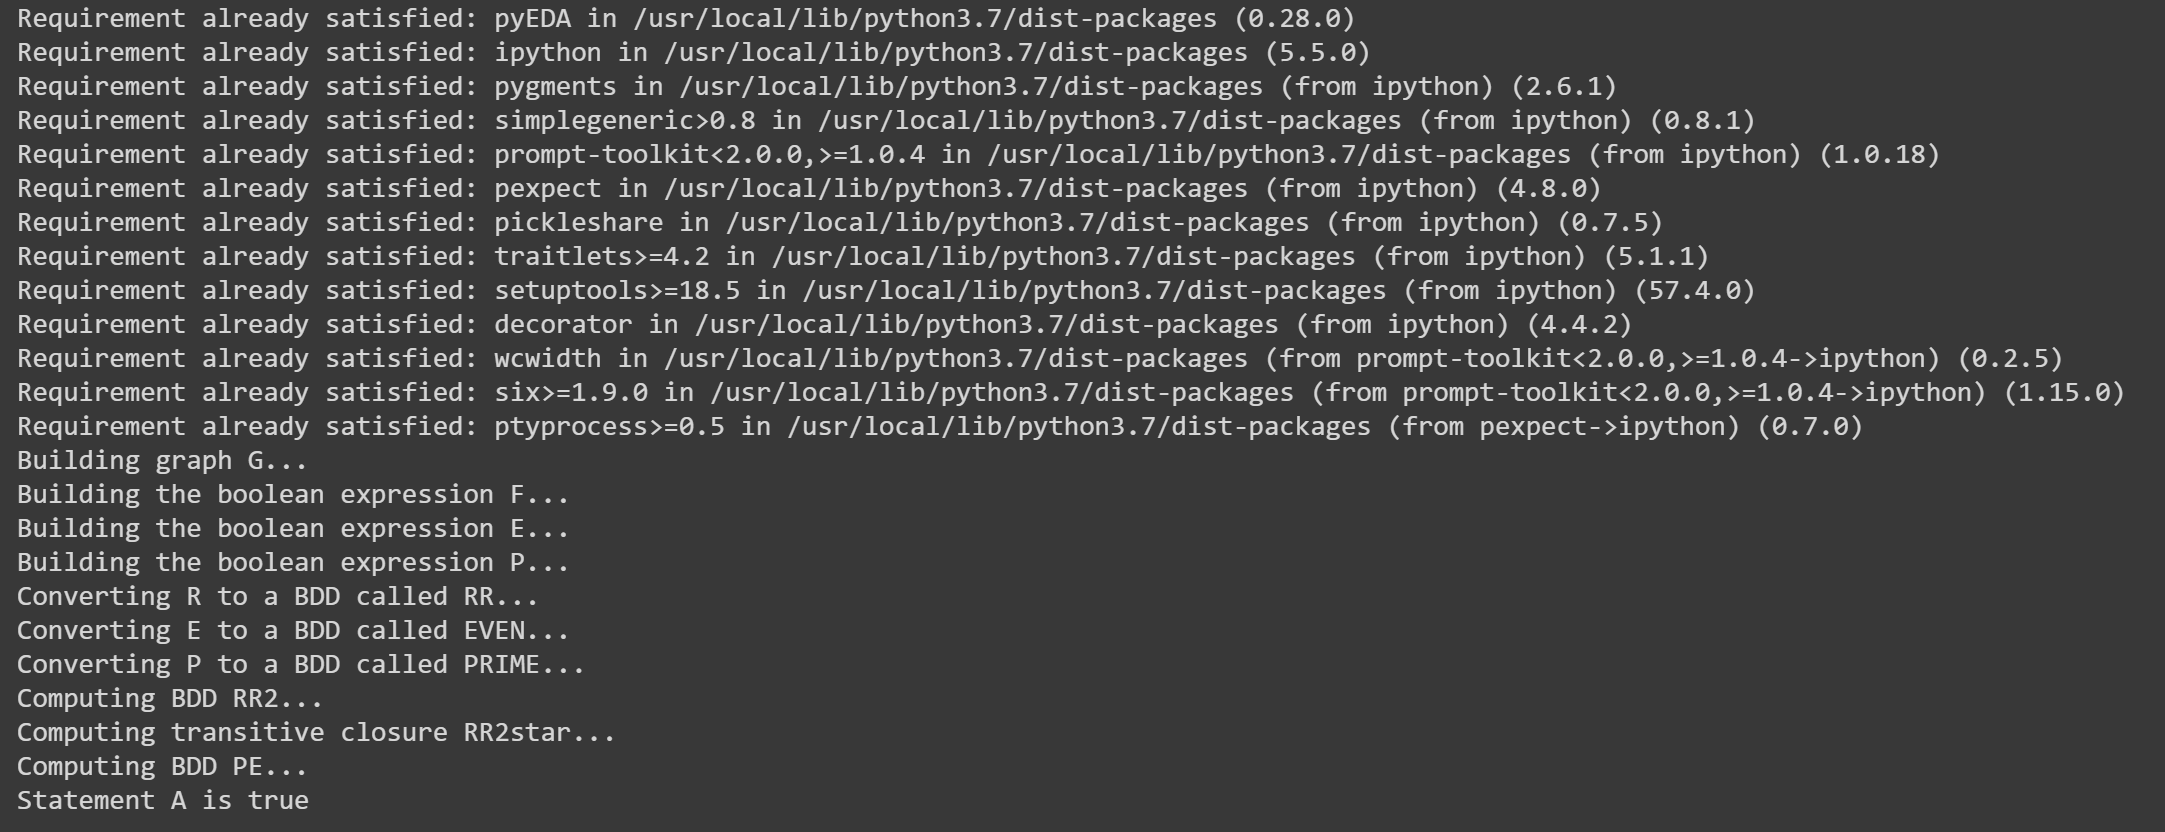 Requirement already satisfied: pyEDA in /usr/local/lib/python3.7/dist-packages (0.28.0)
Requirement already satisfied: ipython in /usr/local/lib/python3.7/dist-packages (5.5.0)
Requirement already satisfied: pygments in /usr/local/lib/python3.7/dist-packages (from ipython) (2.6.1)
Requirement already satisfied: simplegeneric>0.8 in /usr/local/lib/python3.7/dist-packages (from ipython) (0.8.1)
Requirement already satisfied: prompt-toolkit<2.0.0,>=1.0.4 in /usr/local/lib/python3.7/dist-packages (from ipython) (1.0.18)
Requirement already satisfied: pexpect in /usr/local/lib/python3.7/dist-packages (from ipython) (4.8.0)
Requirement already satisfied: pickleshare in /usr/local/lib/python3.7/dist-packages (from ipython) (0.7.5)
Requirement already satisfied: traitlets>=4.2 in /usr/local/lib/python3.7/dist-packages (from ipython) (5.1.1)
Requirement already satisfied: setuptools>=18.5 in /usr/local/lib/python3.7/dist-packages (from ipython) (57.4.0)
Requirement already satisfied: decorator in /usr/local/lib/python3.7/dist-packages (from ipython) (4.4.2)
Requirement already satisfied: wcwidth in /usr/local/lib/python3.7/dist-packages (from prompt-toolkit<2.0.0,>=1.0.4->ipython) (0.2.5)
Requirement already satisfied: six>=1.9.0 in /usr/local/lib/python3.7/dist-packages (from prompt-toolkit<2.0.0,>=1.0.4->ipython) (1.15.0)
Requirement already satisfied: ptyprocess>=0.5 in /usr/local/lib/python3.7/dist-packages (from pexpect->ipython) (0.7.0)
Building graph G...
Building the boolean expression F...
Building the boolean expression E...
Building the boolean expression P...
Converting R to a BDD called RR...
Converting E to a BDD called EVEN...
Converting P to a BDD called PRIME...
Computing BDD RR2...
Computing transitive closure RR2star...
Computing BDD PE...
Statement A is true